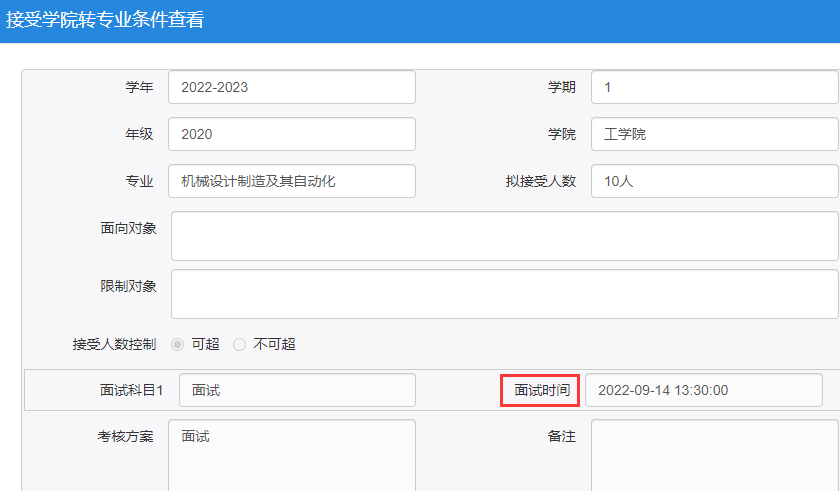 接受学院转专业条件查看
学年 2022-2023 学期 1
年级 2020 学院 工学院
专业 机械设计制造及其自动化 拟接受人数 10人
面向对象
限制对象
接受人数控制 可超 不可超
面试科目1 面试 面试时间 2022-09-14 13:30:00
考核方案 面试 备注